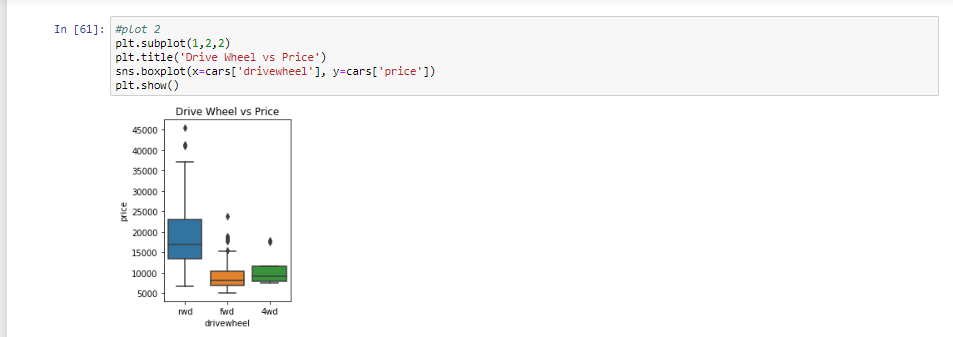 In [61]: #plot 2
plt.subplot(1,2,2)
plt.title('Drive Wheel vs Price')
sns.boxplot(x=cars['drivewheel'], y=cars['price'])
plt.show()
Drive Wheel vs Price
45000
40000
35000
30000
25000
20000
15000
10000
5000
price
rwd fwd 4wd
drivewheel